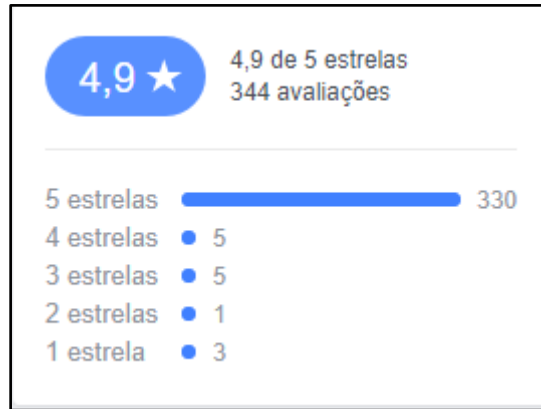 4,9 ★
4,9 de 5 estrelas
344 avaliações
5 estrelas 330
4 estrelas 5
3 estrelas 5
2 estrelas 1
1 estrela 3